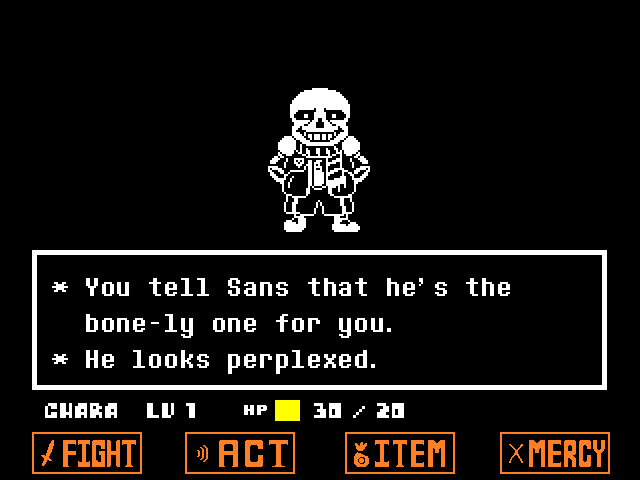 * You tell Sans that he's the
bone-ly one for you.
* He looks perplexed.
CHARA LV 1 HP 30 / 20
FIGHT ACT ITEM MERCY